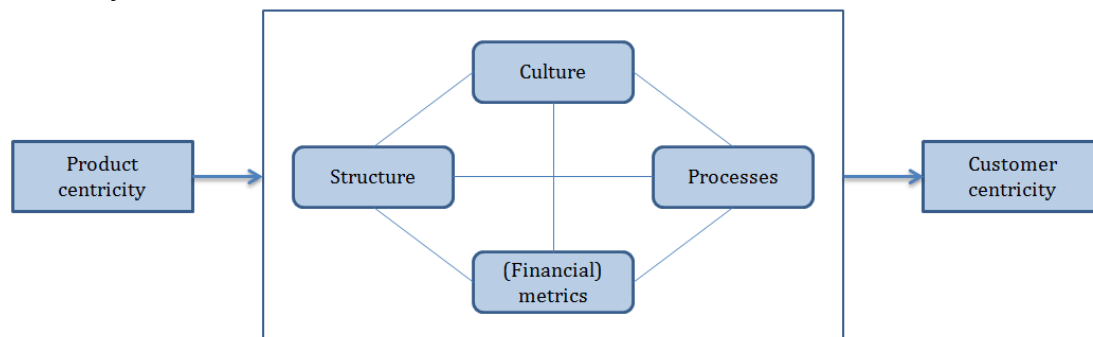 Culture
Product
centricity
Structure
Processes
Customer
centricity
(Financial)
metrics